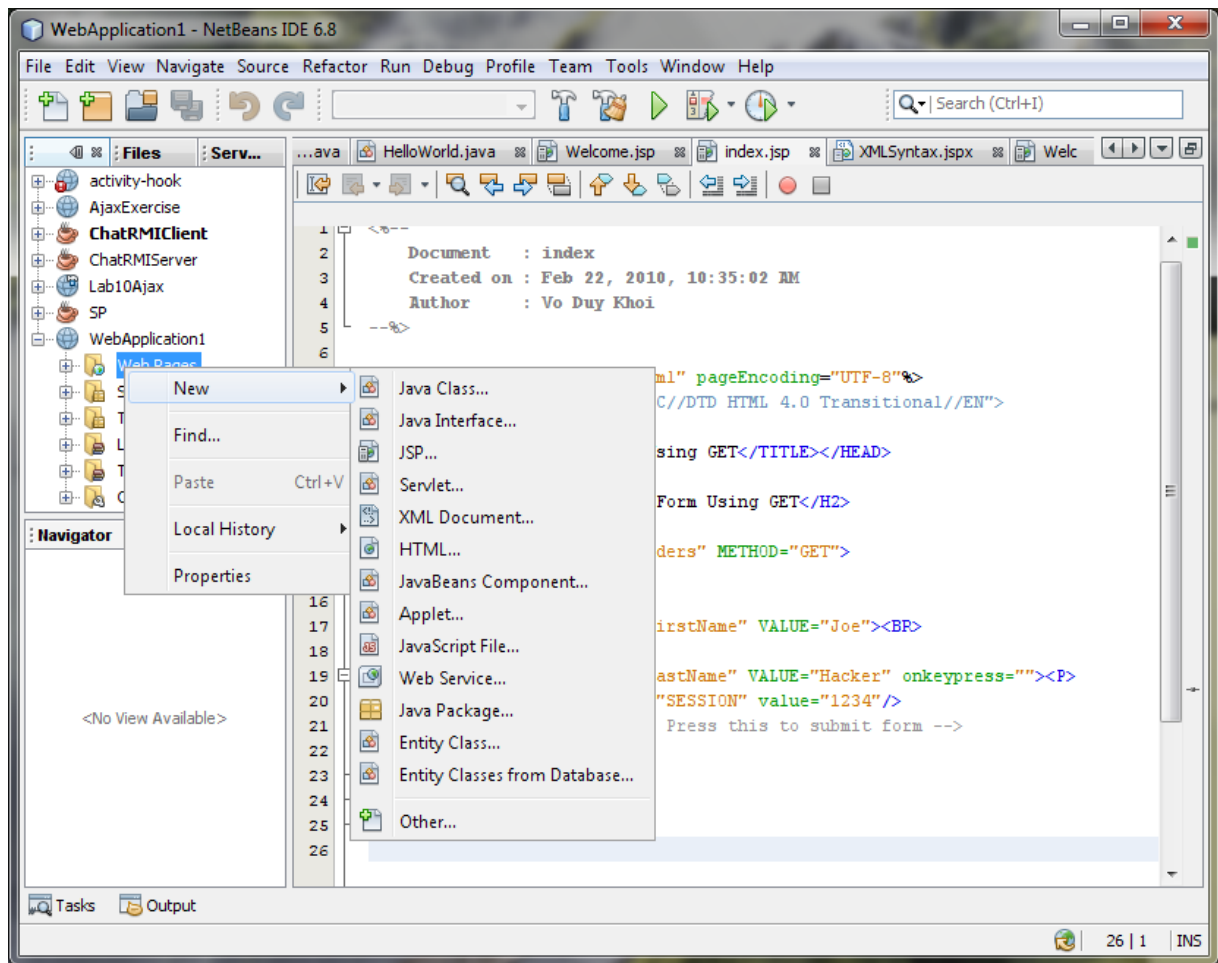 WebApplication1 - NetBeans IDE 6.8
File Edit View Navigate Source Refactor Run Debug Profile Team Tools Window Help
Search (Ctrl+I)
Files Serv...
...ava HelloWorld.java Welcome.jsp index.jsp XMLSyntax.jspx Welc
activity-hook
AjaxExercise
ChatRMIClient
ChatRMIServer
Lab10Ajax
SP
WebApplication1
Web Pages
S
T
L
T
Navigator
<No View Available>
New
Find...
Paste Ctrl+V
Local History
Properties
Java Class...
Java Interface...
JSP...
Servlet...
XML Document...
HTML...
JavaBeans Component...
Applet...
JavaScript File...
Web Service...
Java Package...
Entity Class...
Entity Classes from Database...
Other...
1 <%--
2 Document : index
3 Created on : Feb 22, 2010, 10:35:02 AM
4 Author : Vo Duy Khoi
5 --%>
6
ml" pageEncoding="UTF-8"%>
C//DTD HTML 4.0 Transitional//EN">
sing GET</TITLE></HEAD>
Form Using GET</H2>
ders" METHOD="GET">
16
17 irstName" VALUE="Joe"><BR>
18
19 astName" VALUE="Hacker" onkeypress=""><P>
20 "SESSION" value="1234"/>
21 Press this to submit form -->
22
23
24
25
26
Tasks Output
26 | 1 INS